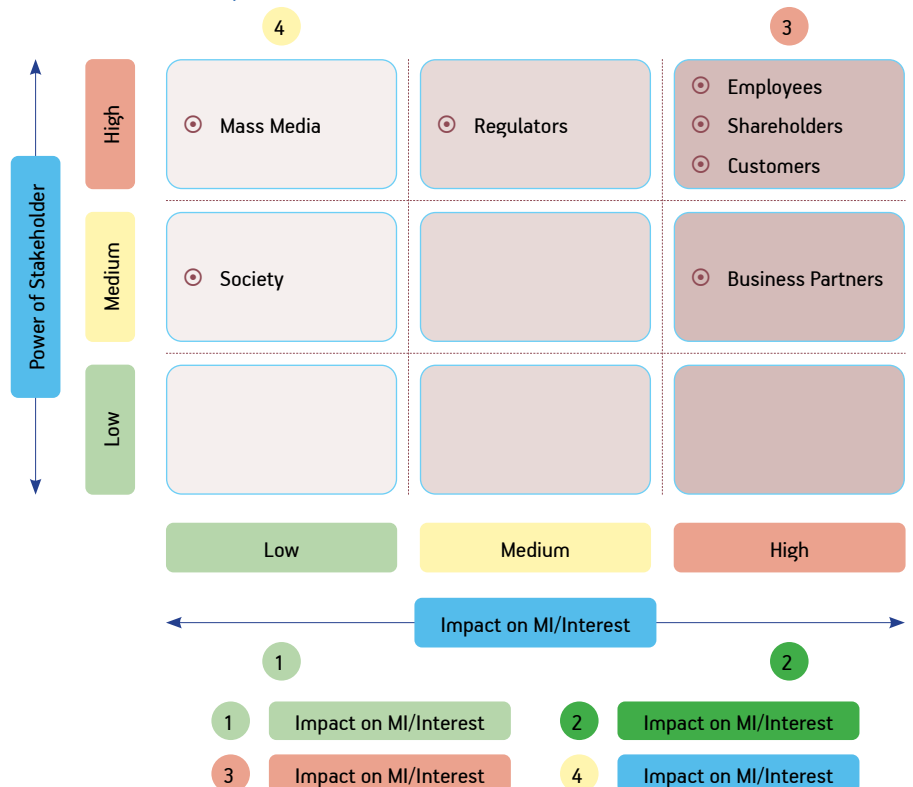 4
3
High
Mass Media
Regulators
Employees
Shareholders
Customers
Power of Stakeholder
Medium
Society
Business Partners
Low
Low
Medium
High
Impact on MI/Interest
1
2
1
Impact on MI/Interest
2
Impact on MI/Interest
3
Impact on MI/Interest
4
Impact on MI/Interest